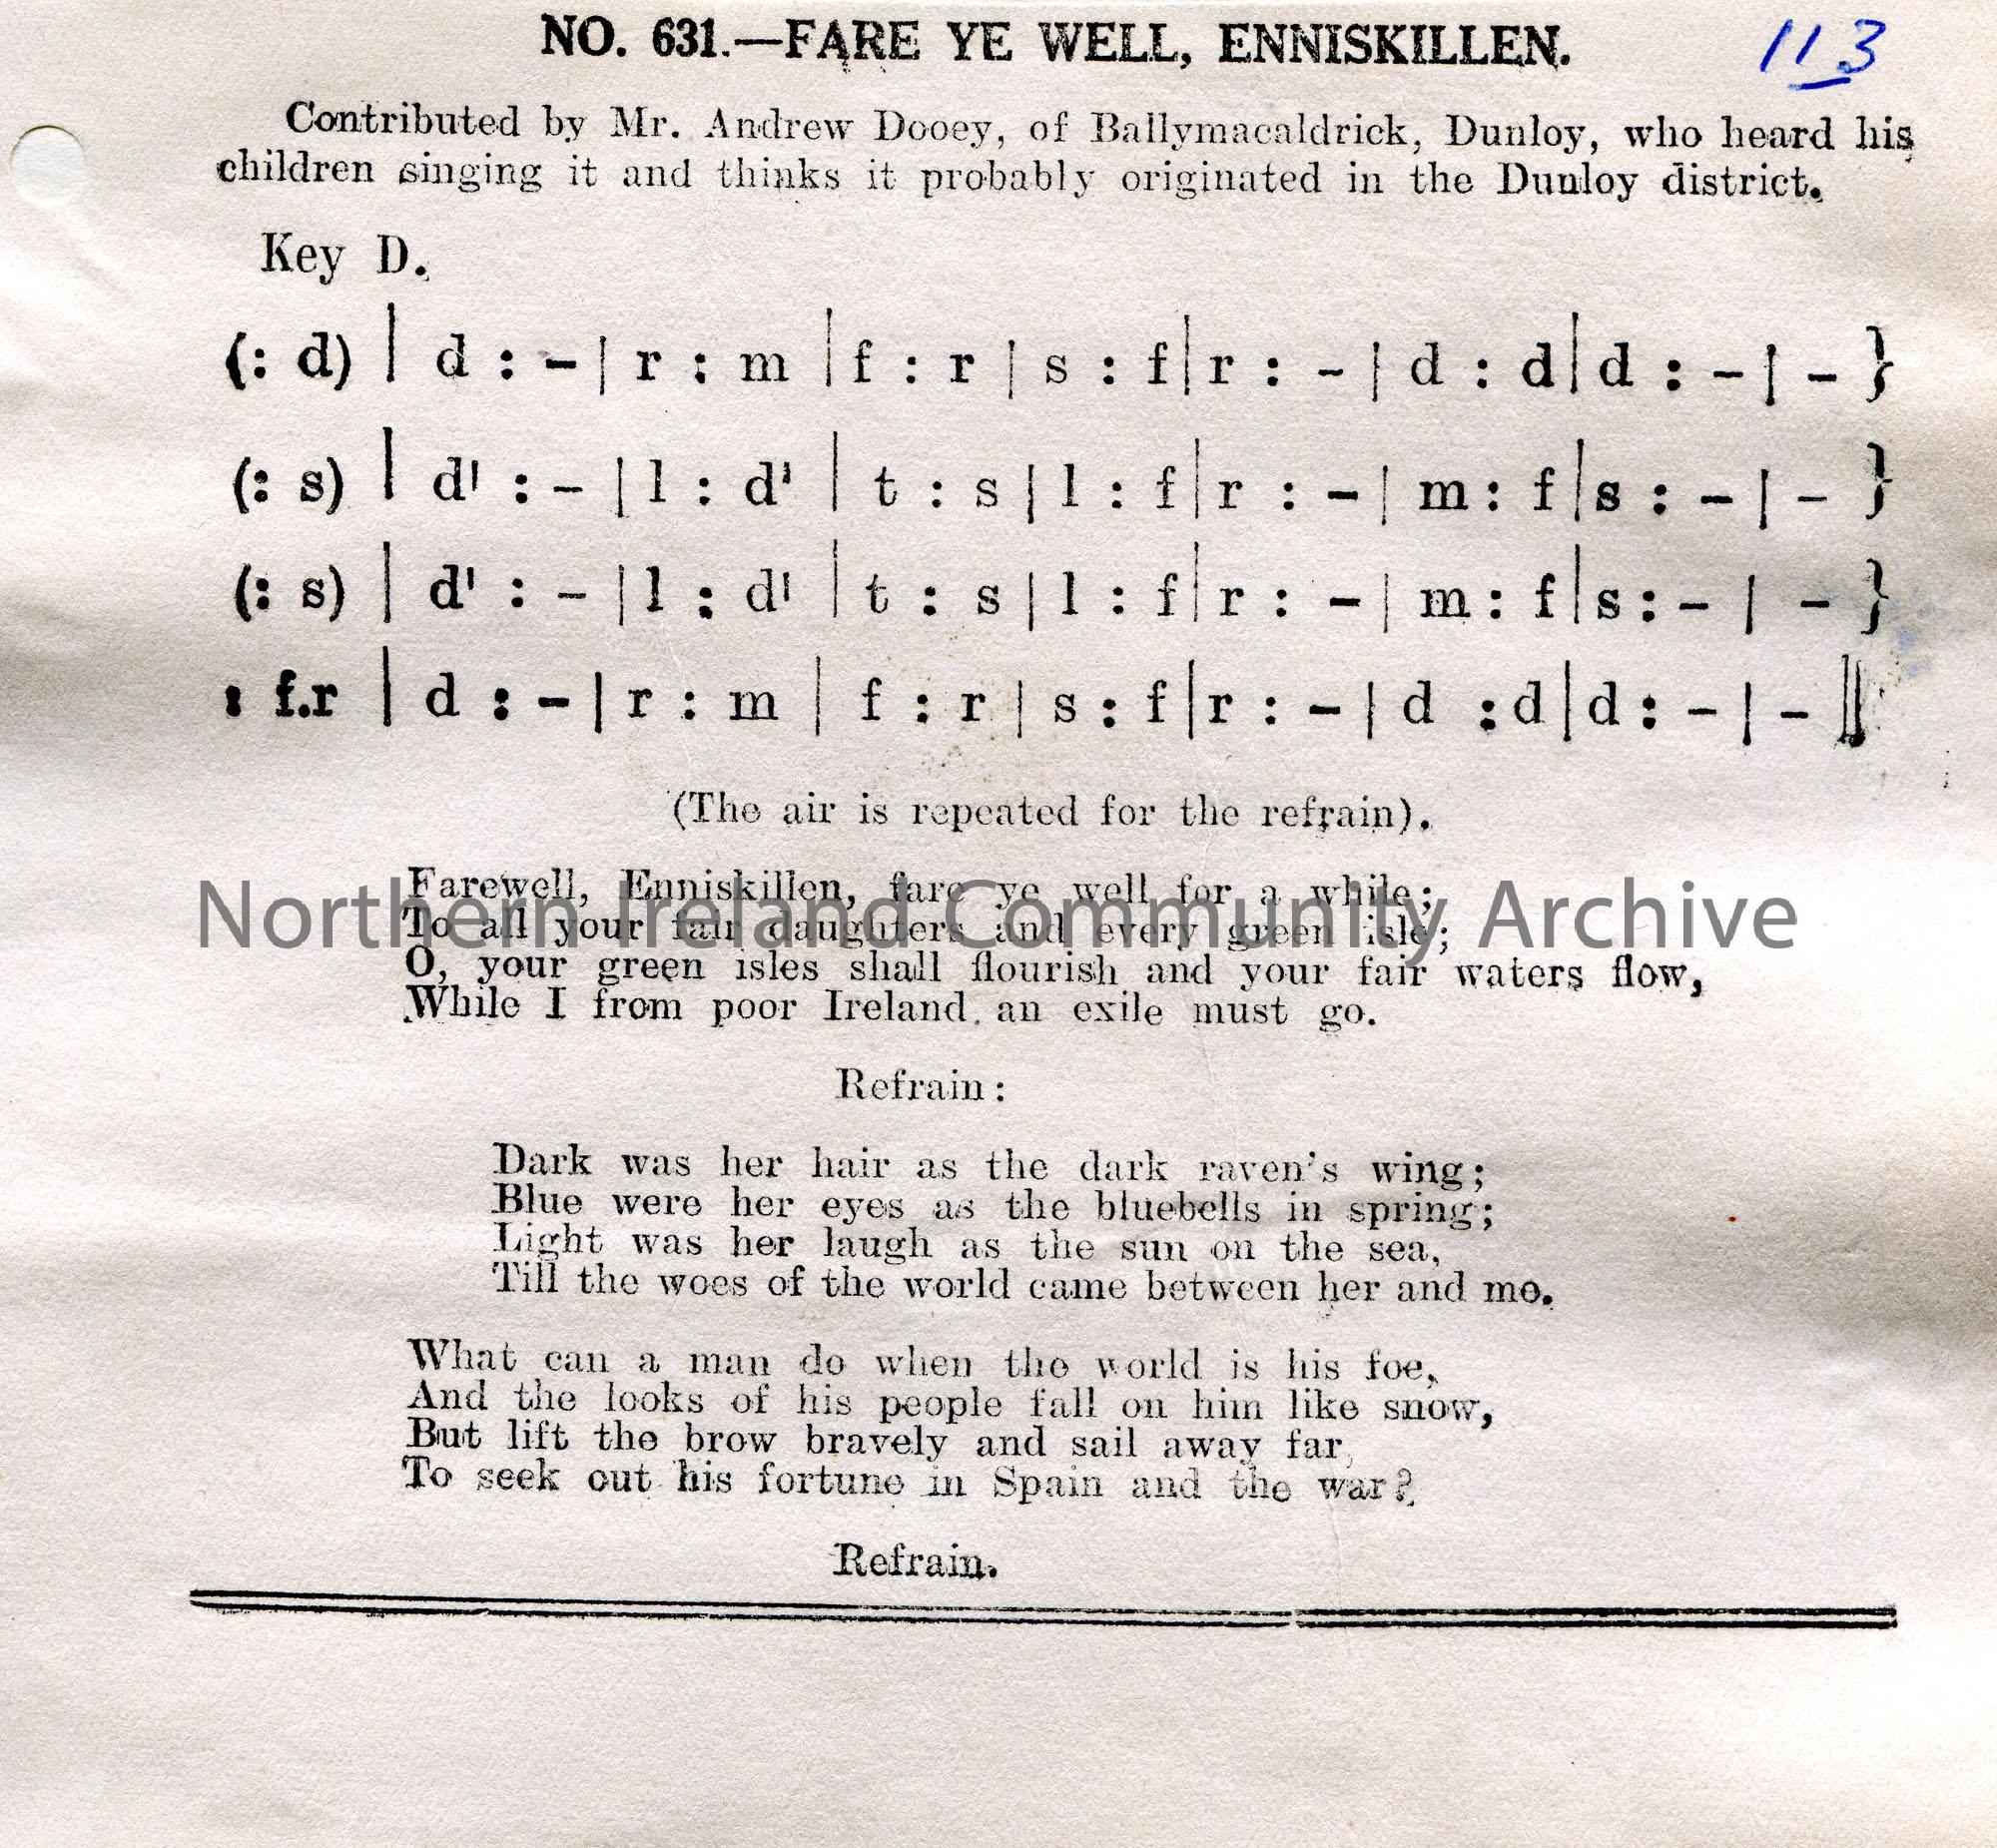 NO. 631.—FARE YE WELL, ENNISKILLEN.
113
Contributed by Mr. Andrew Dooey, of Ballymacaldrick, Dunloy, who heard his
children singing it and thinks it probably originated in the Dunloy district.
Key D.
(: d) | d : – | r : m | f : r | s : f | r : – | d : d | d : – | – }
(: s) | d' : – | l : d' | t : s | l : f | r : – | m : f | s : – | – }
(: s) | d' : – | l : d' | t : s | l : f | r : – | m : f | s : – | – }
: f.r | d : – | r : m | f : r | s : f | r : – | d : d | d : – | – ||
(The air is repeated for the refrain).
Farewell, Enniskillen, fare ye well for a while;
Northern Ireland Community Archive
To all your fair daughters and every green isle;
O, your green isles shall flourish and your fair waters flow,
While I from poor Ireland an exile must go.
Refrain:
Dark was her hair as the dark raven's wing;
Blue were her eyes as the bluebells in spring;
Light was her laugh as the sun on the sea,
Till the woes of the world came between her and me.
What can a man do when the world is his foe,
And the looks of his people fall on him like snow,
But lift the brow bravely and sail away far,
To seek out his fortune in Spain and the war?
Refrain.